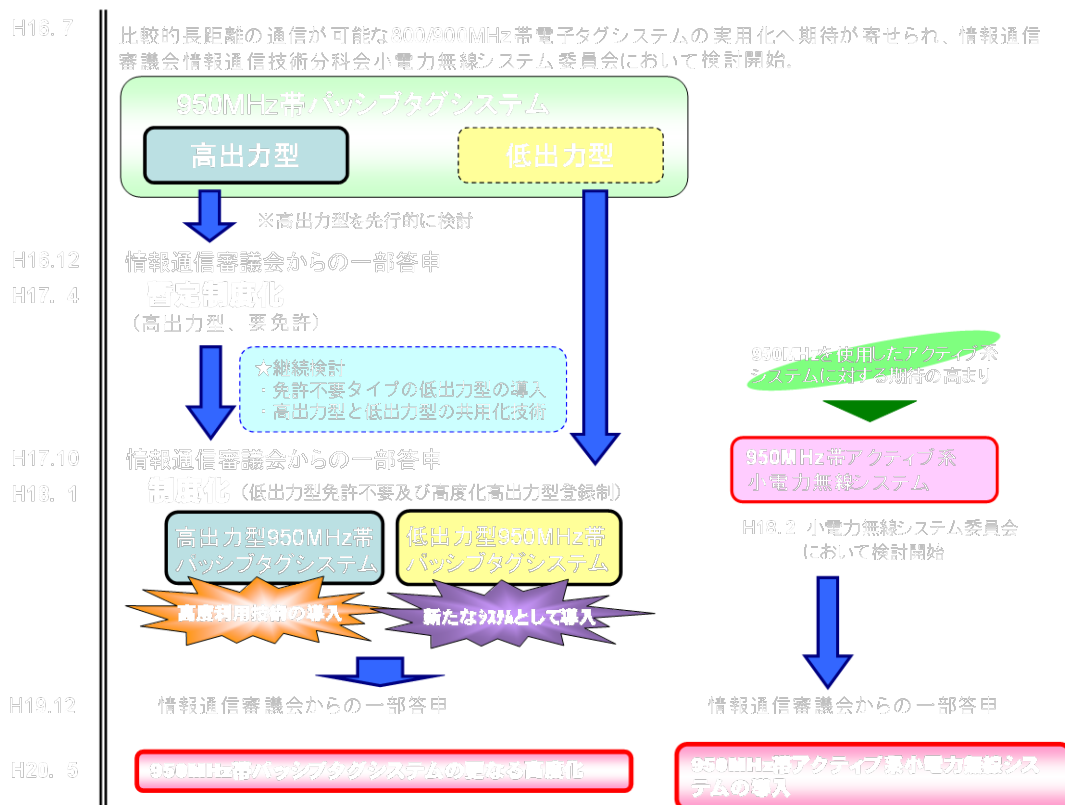 H16. 7
比較的長距離の通信が可能な800/900MHz帯電子タグシステムの実用化へ期待が寄せられ、情報通信
審議会情報通信技術分科会小電力無線システム委員会において検討開始。
950MHz帯パッシブタグシステム
高出力型
低出力型
※高出力型を先行的に検討
H16.12
情報通信審議会からの一部答申
H17. 4
暫定制度化
(高出力型、要免許)
★継続検討
・免許不要タイプの低出力型の導入
・高出力型と低出力型の共用化技術
950MHzを使用したアクティブ系
システムに対する期待の高まり
H17.10
情報通信審議会からの一部答申
950MHz帯アクティブ系
小電力無線システム
H18. 1
制度化 (低出力型免許不要及び高度化高出力型登録制)
高出力型950MHz帯
パッシブタグシステム
低出力型950MHz帯
パッシブタグシステム
H18.2 小電力無線システム委員会
において検討開始
高度利用技術の導入
新たなシステムとして導入
H19.12
情報通信審議会からの一部答申
情報通信審議会からの一部答申
H20. 5
950MHz帯パッシブタグシステムの更なる高度化
950MHz帯アクティブ系小電力無線シス
テムの導入